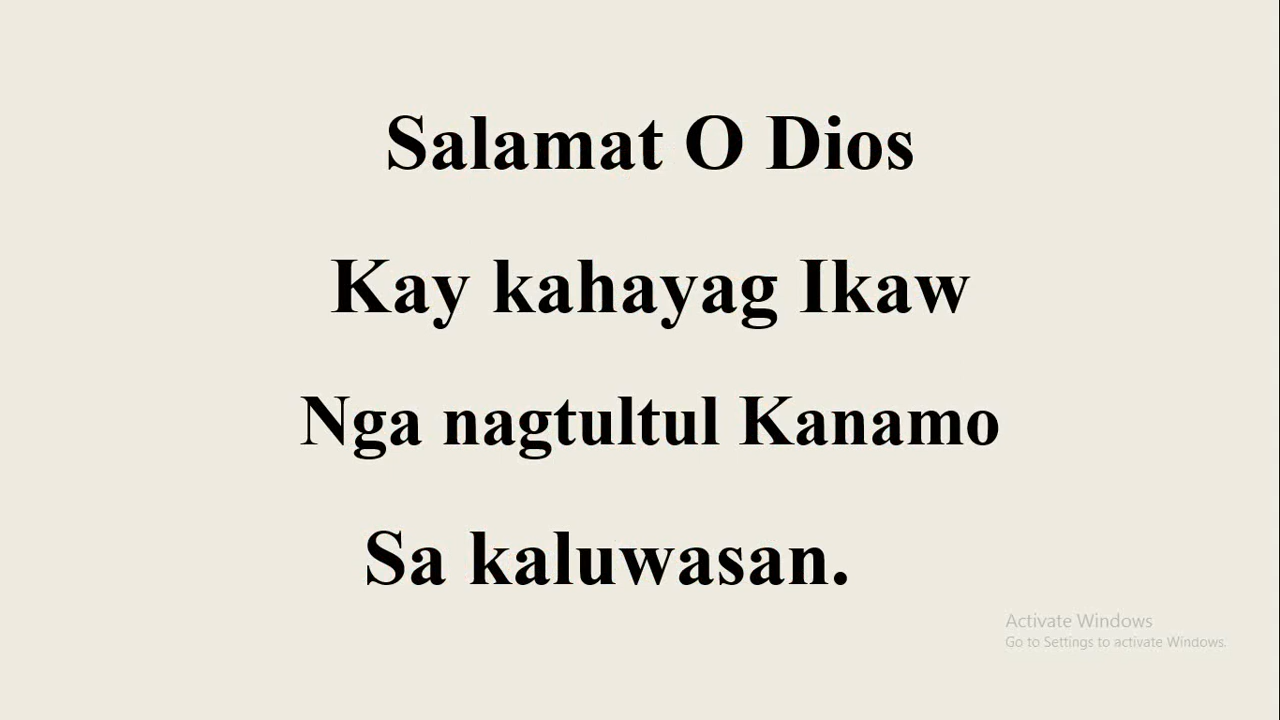 Salamat O Dios
Kay kahayag Ikaw
Nga nagtultul Kanamo
Sa kaluwasan.
Activate Windows
Go to Settings to activate Windows.